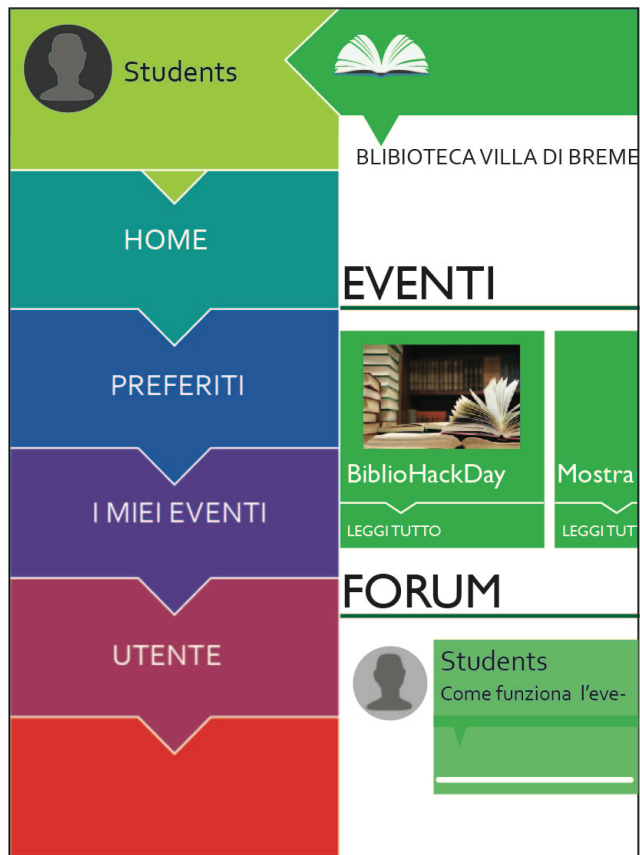 Students
HOME
PREFERITI
I MIEI EVENTI
UTENTE
BLIBIOTECA VILLA DI BREME
EVENTI
BiblioHackDay
LEGGI TUTTO
Mostra
LEGGI TUT
FORUM
Students
Come funziona l'eve-